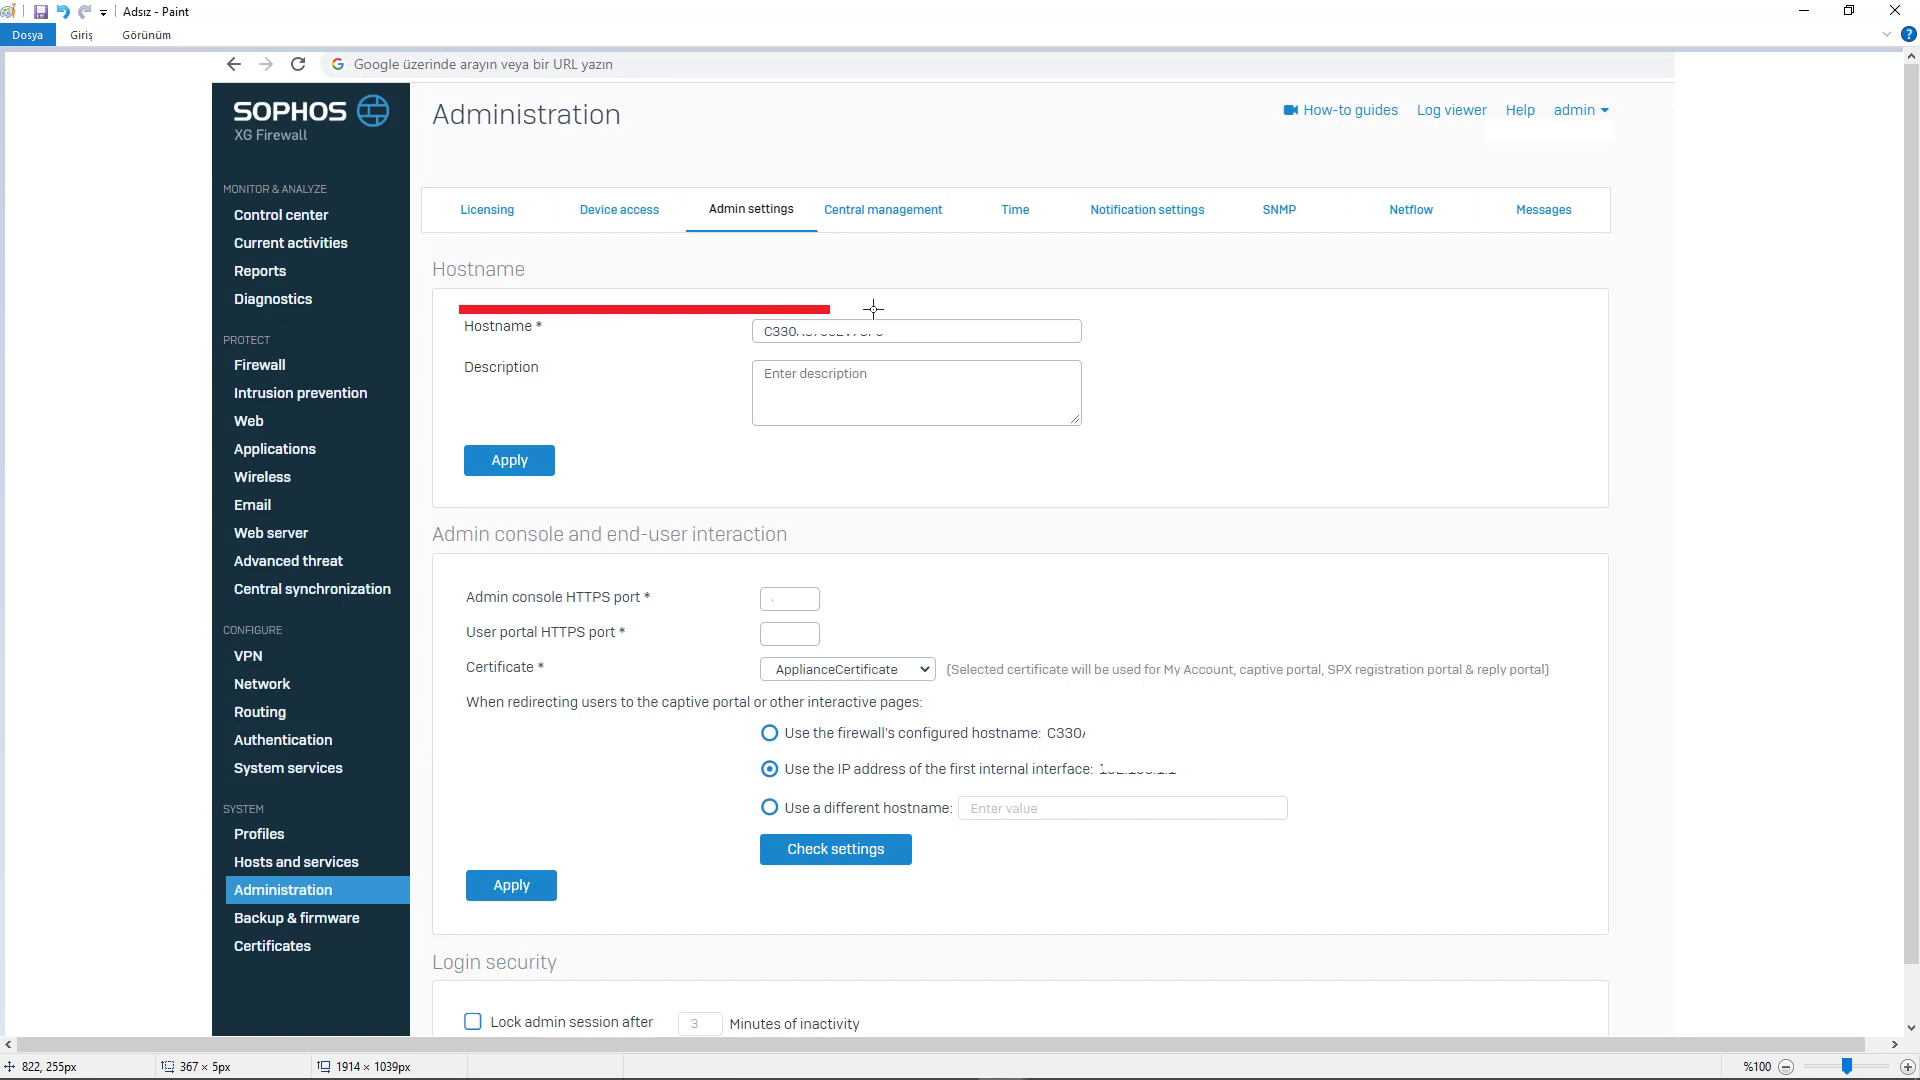 Adsız - Paint
Dosya Giriş Görünüm
Google üzerinde arayın veya bir URL yazın
SOPHOS
XG Firewall
Administration
How-to guides Log viewer Help admin
Licensing Device access Admin settings Central management Time Notification settings SNMP Netflow Messages
MONITOR & ANALYZE
Control center
Current activities
Reports
Diagnostics
PROTECT
Firewall
Intrusion prevention
Web
Applications
Wireless
Email
Web server
Advanced threat
Central synchronization
CONFIGURE
VPN
Network
Routing
Authentication
System services
SYSTEM
Profiles
Hosts and services
Administration
Backup & firmware
Certificates
Hostname
Hostname * C330
Description Enter description
Apply
Admin console and end-user interaction
Admin console HTTPS port *
User portal HTTPS port *
Certificate * ApplianceCertificate (Selected certificate will be used for My Account, captive portal, SPX registration portal & reply portal)
When redirecting users to the captive portal or other interactive pages:
Use the firewall's configured hostname: C330
Use the IP address of the first internal interface:
Use a different hostname: Enter value
Check settings
Apply
Login security
Lock admin session after 3 Minutes of inactivity
822, 255px 367 × 5px 1914 × 1039px %100